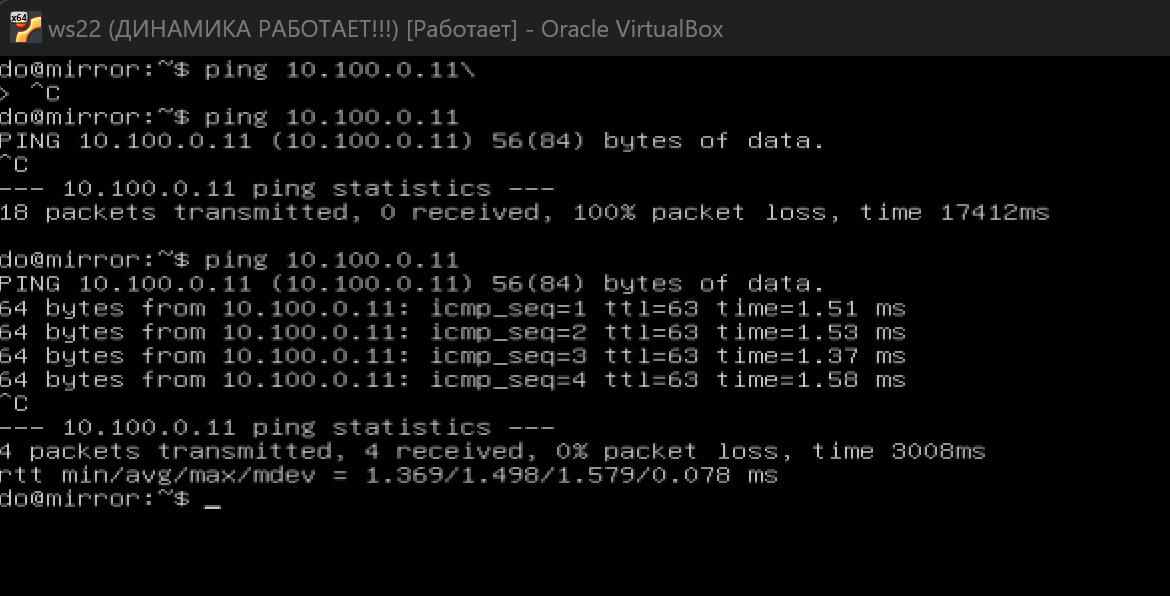 x64
ws22 (ДИНАМИКА РАБОТАЕТ!!!) [Работает] - Oracle VirtualBox
do@mirror:~$ ping 10.100.0.11\
> ^C
do@mirror:~$ ping 10.100.0.11
PING 10.100.0.11 (10.100.0.11) 56(84) bytes of data.
^C
--- 10.100.0.11 ping statistics ---
18 packets transmitted, 0 received, 100% packet loss, time 17412ms
do@mirror:~$ ping 10.100.0.11
PING 10.100.0.11 (10.100.0.11) 56(84) bytes of data.
64 bytes from 10.100.0.11: icmp_seq=1 ttl=63 time=1.51 ms
64 bytes from 10.100.0.11: icmp_seq=2 ttl=63 time=1.53 ms
64 bytes from 10.100.0.11: icmp_seq=3 ttl=63 time=1.37 ms
64 bytes from 10.100.0.11: icmp_seq=4 ttl=63 time=1.58 ms
^C
--- 10.100.0.11 ping statistics ---
4 packets transmitted, 4 received, 0% packet loss, time 3008ms
rtt min/avg/max/mdev = 1.369/1.498/1.579/0.078 ms
do@mirror:~$ _